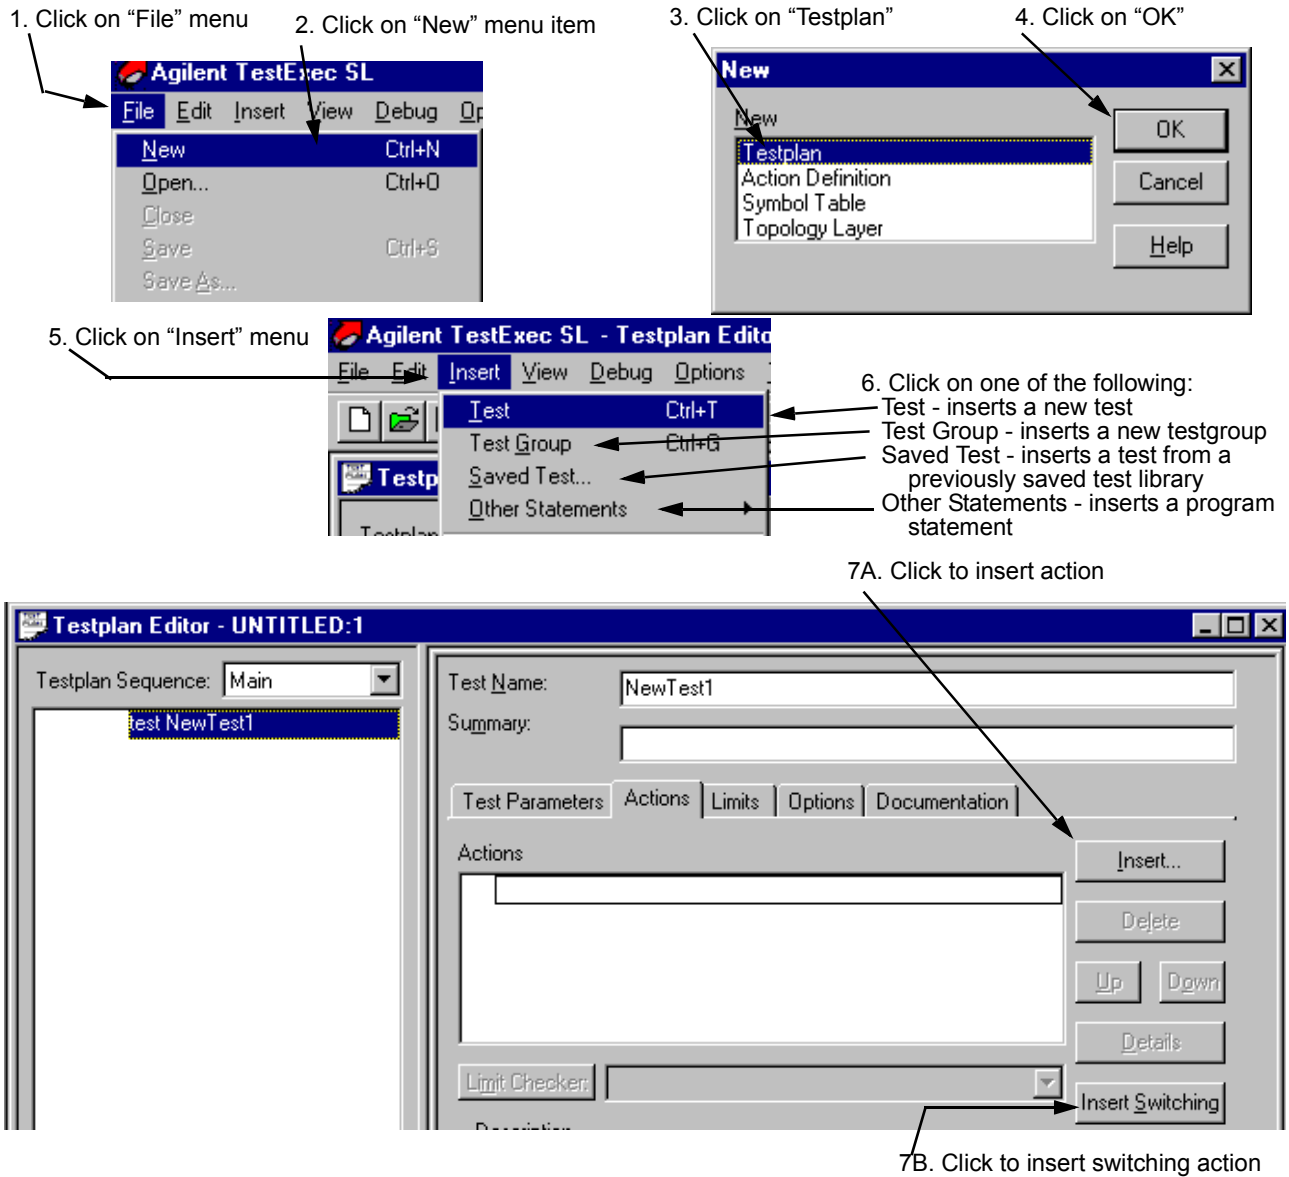 1. Click on “File” menu
2. Click on “New” menu item
3. Click on “Testplan”
4. Click on “OK”
Agilent TestExec SL
File Edit Insert View Debug Op
New Ctrl+N
Open... Ctrl+O
Close
Save Ctrl+S
Save As...
New
New
Testplan
Action Definition
Symbol Table
Topology Layer
OK
Cancel
Help
5. Click on “Insert” menu
Agilent TestExec SL - Testplan Edito
File Edit Insert View Debug Options
Test Ctrl+T
Test Group Ctrl+G
Saved Test...
Other Statements
Testp
Testplan
6. Click on one of the following:
Test - inserts a new test
Test Group - inserts a new testgroup
Saved Test - inserts a test from a
previously saved test library
Other Statements - inserts a program
statement
7A. Click to insert action
Testplan Editor - UNTITLED:1
Testplan Sequence: Main
test NewTest1
Test Name: NewTest1
Summary:
Test Parameters Actions Limits Options Documentation
Actions
Insert...
Delete
Up Down
Details
Limit Checker:
Insert Switching
Description
7B. Click to insert switching action